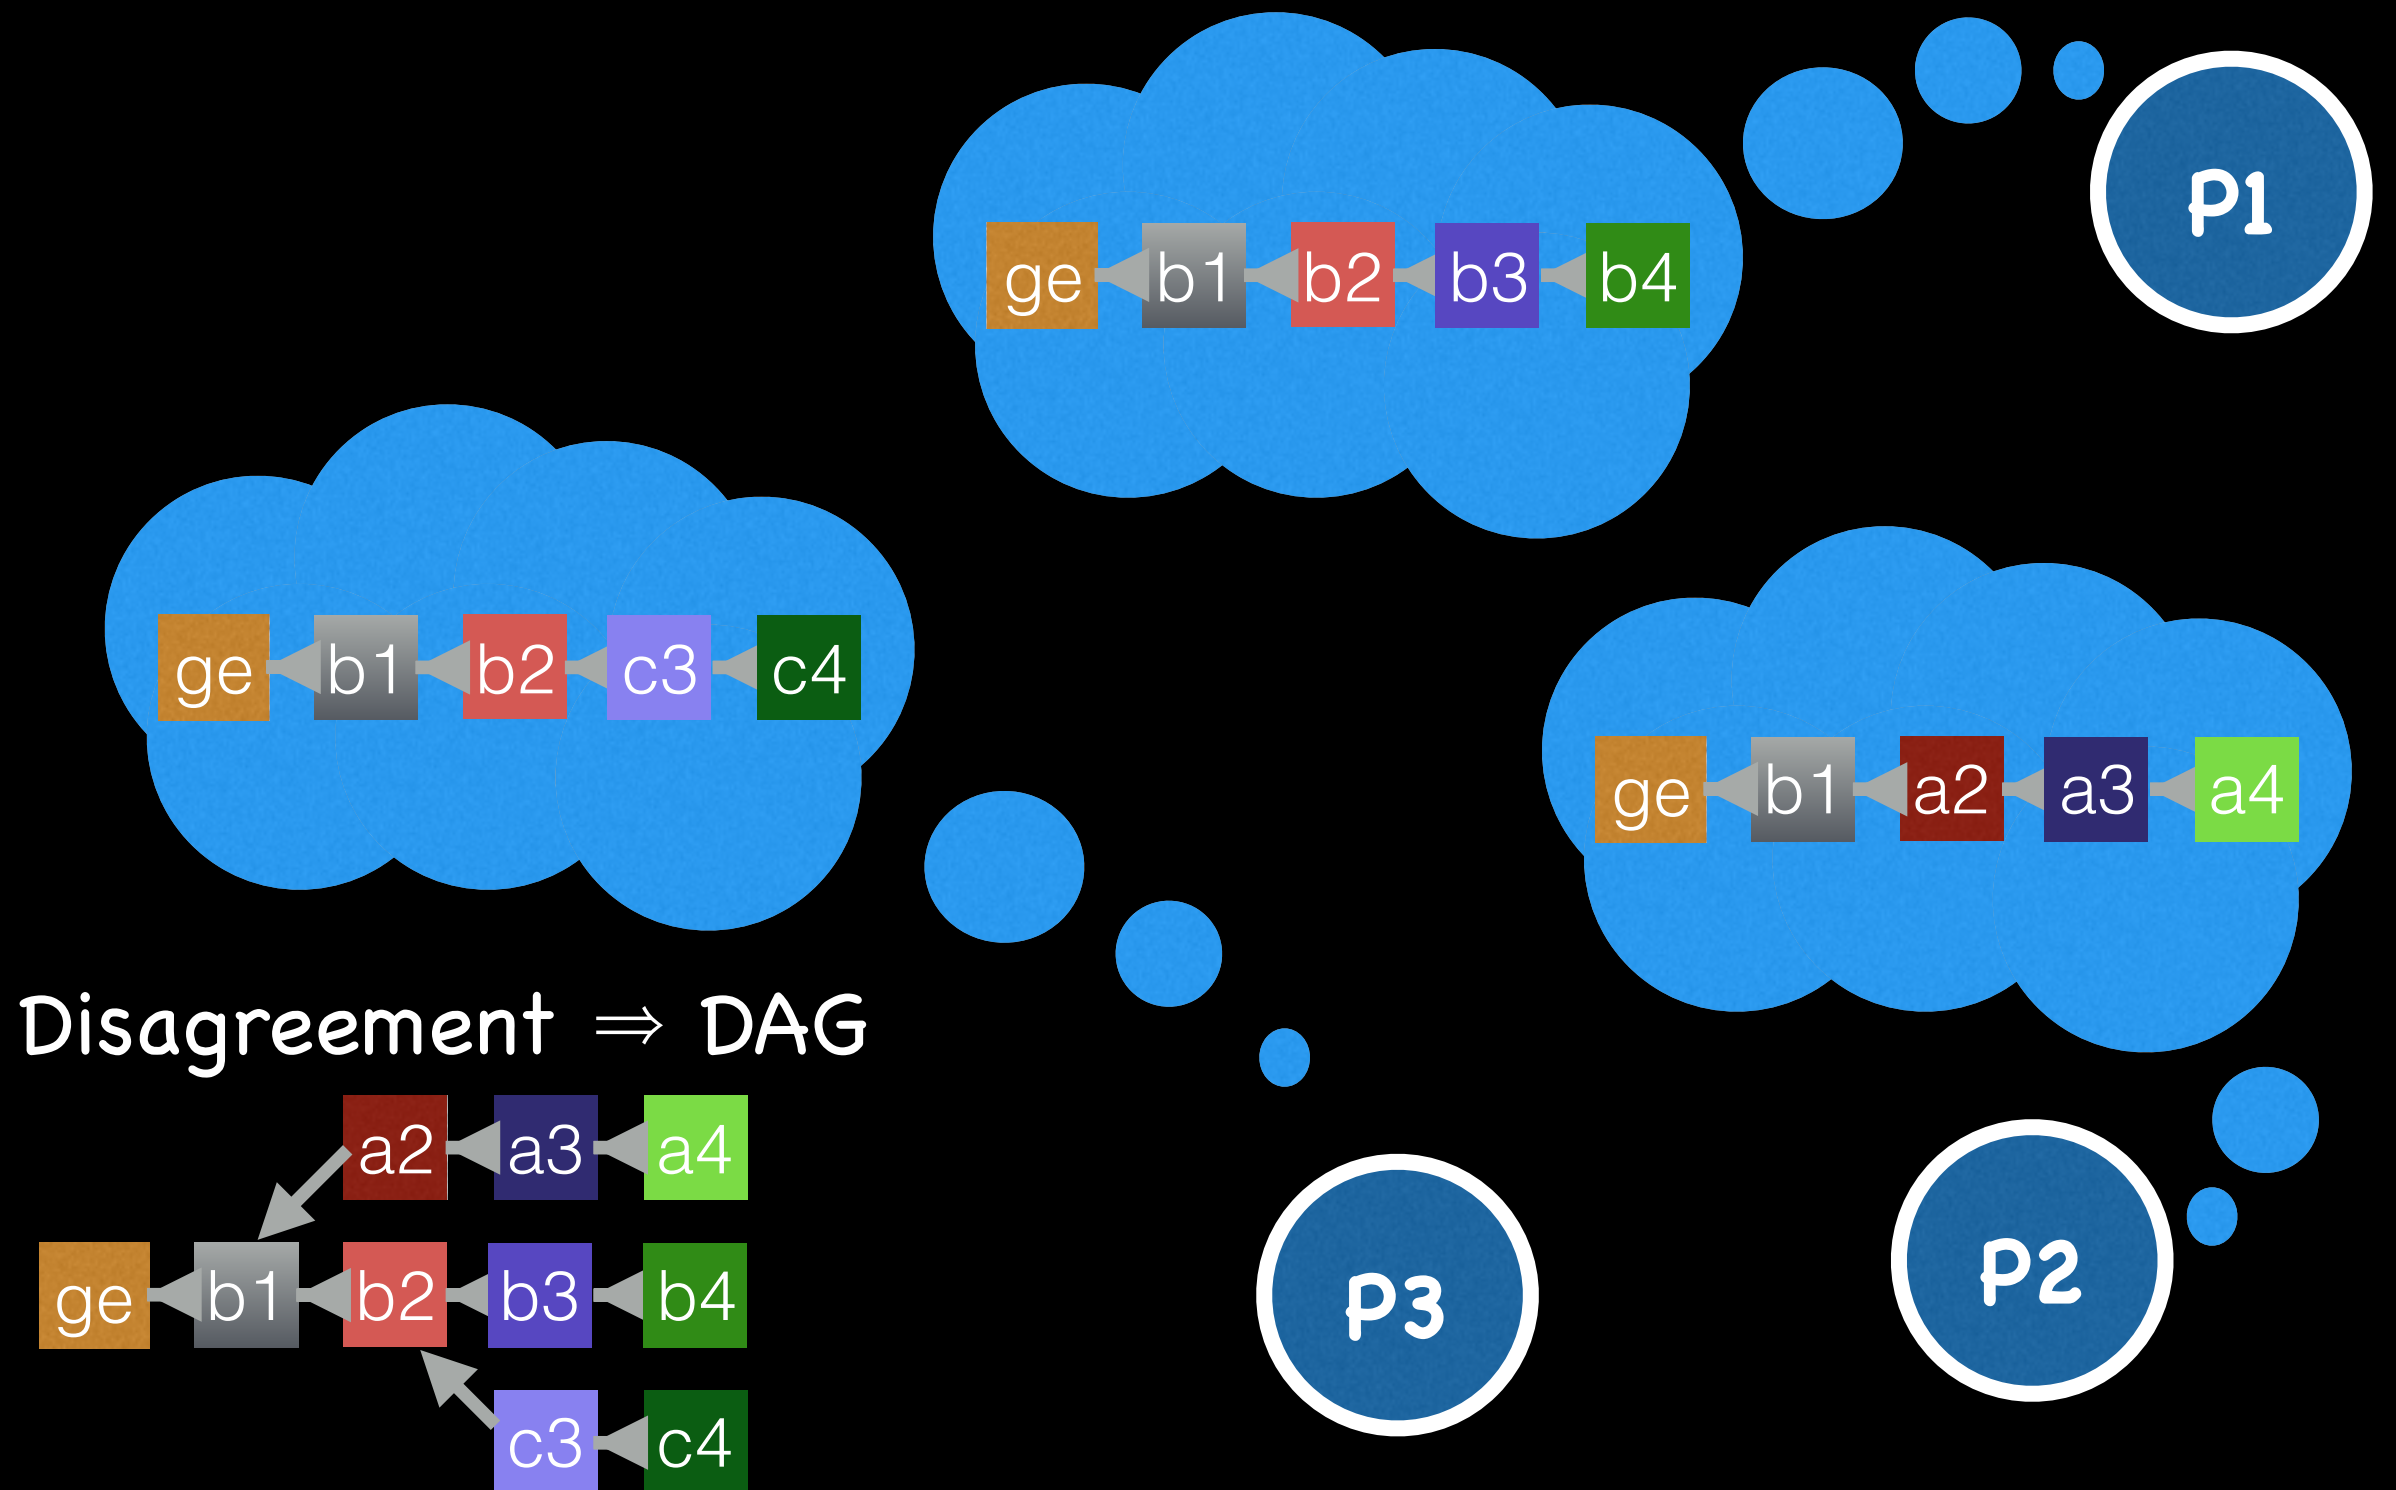 P1
ge b1 b2 b3 b4
ge b1 b2 c3 c4
ge b1 a2 a3 a4
Disagreement ⇒ DAG
a2 a3 a4
ge b1 b2 b3 b4
c3 c4
P3
P2